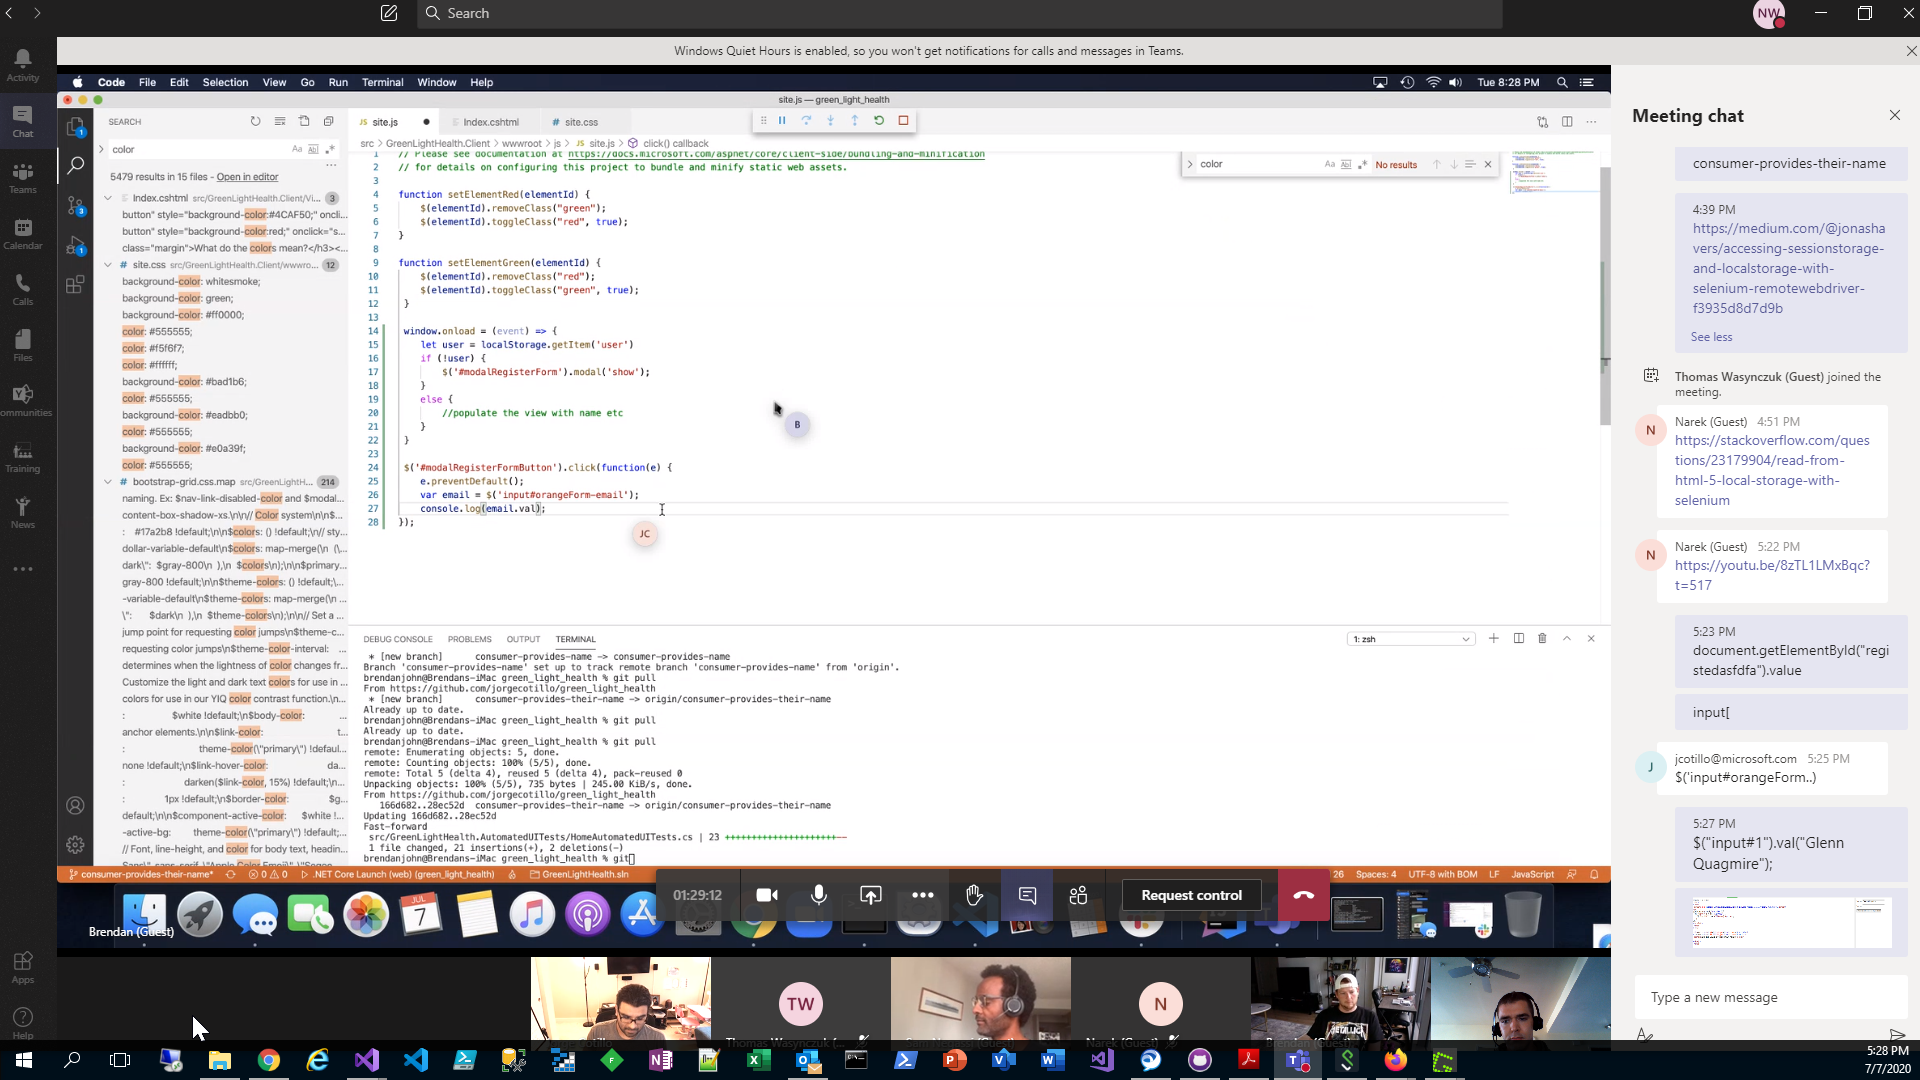 Search
NW
Windows Quiet Hours is enabled, so you won't get notifications for calls and messages in Teams.
Activity
Chat
Teams
Calendar
Calls
Files
ommunities
Training
News
Apps
Help
Code File Edit Selection View Go Run Terminal Window Help
Tue 8:28 PM
site.js — green_light_health
SEARCH
color
5479 results in 15 files - Open in editor
Index.cshtml src/GreenLightHealth.Client/Vi... 3
button" style="background-color:#4CAF50;" oncli...
button" style="background-color:red;" onclick="s...
class="margin">What do the colors mean?</h3><...
# site.css src/GreenLightHealth.Client/wwwro... 12
background-color: whitesmoke;
background-color: green;
background-color: #ff0000;
color: #555555;
color: #f5f6f7;
color: #ffffff;
background-color: #bad1b6;
color: #555555;
background-color: #eadbb0;
color: #555555;
background-color: #e0a39f;
color: #555555;
bootstrap-grid.css.map src/GreenLightH... 214
naming. Ex: $nav-link-disabled-color and $modal...
content-box-shadow-xs.\n\n// Color system\n\n$...
: #17a2b8 !default;\n\n$colors: () !default;\n// sty...
dollar-variable-default\n$colors: map-merge(\n (\...
dark\": $gray-800\n ),\n $colors\n);\n\n$primary...
gray-800 !default;\n\n$theme-colors: () !default;\...
-variable-default\n$theme-colors: map-merge(\n ...
\": $dark\n ),\n $theme-colors\n);\n\n// Set a ...
jump point for requesting color jumps\n$theme-c...
requesting color jumps\n$theme-color-interval: ...
determines when the lightness of color changes fr...
Customize the light and dark text colors for use in ...
colors for use in our YIQ color contrast function.\n...
: $white !default;\n$body-color: ...
anchor elements.\n\n$link-color: t...
: theme-color(\"primary\") !defaul...
none !default;\n$link-hover-color: da...
: darken($link-color, 15%) !default;\n...
: 1px !default;\n$border-color: $g...
default;\n\n$component-active-color: $white !...
-active-bg: theme-color(\"primary\") !default;...
// Font, line-height, and color for body text, headin...
site.js
Index.cshtml
# site.css
src > GreenLightHealth.Client > wwwroot > js > JS site.js > click() callback
color
No results
1 // Please see documentation at https://docs.microsoft.com/aspnet/core/client-side/bundling-and-minification
2 // for details on configuring this project to bundle and minify static web assets.
3
4 function setElementRed(elementId) {
5 $(elementId).removeClass("green");
6 $(elementId).toggleClass("red", true);
7 }
8
9 function setElementGreen(elementId) {
10 $(elementId).removeClass("red");
11 $(elementId).toggleClass("green", true);
12 }
13
14 window.onload = (event) => {
15 let user = localStorage.getItem('user')
16 if (!user) {
17 $('#modalRegisterForm').modal('show');
18 }
19 else {
20 //populate the view with name etc
21 }
22 }
23
24 $('#modalRegisterFormButton').click(function(e) {
25 e.preventDefault();
26 var email = $('input#orangeForm-email');
27 console.log(email.val);
28 });
B
JC
DEBUG CONSOLE PROBLEMS OUTPUT TERMINAL
1: zsh
* [new branch] consumer-provides-name -> consumer-provides-name
Branch 'consumer-provides-name' set up to track remote branch 'consumer-provides-name' from 'origin'.
brendanjohn@Brendans-iMac green_light_health % git pull
From https://github.com/jorgecotillo/green_light_health
* [new branch] consumer-provides-their-name -> origin/consumer-provides-their-name
Already up to date.
brendanjohn@Brendans-iMac green_light_health % git pull
Already up to date.
brendanjohn@Brendans-iMac green_light_health % git pull
remote: Enumerating objects: 5, done.
remote: Counting objects: 100% (5/5), done.
remote: Total 5 (delta 4), reused 5 (delta 4), pack-reused 0
Unpacking objects: 100% (5/5), 735 bytes | 245.00 KiB/s, done.
From https://github.com/jorgecotillo/green_light_health
166d682..28ec52d consumer-provides-their-name -> origin/consumer-provides-their-name
Updating 166d682..28ec52d
Fast-forward
src/GreenLightHealth.AutomatedUITests/HomeAutomatedUITests.cs | 23 +++++++++++++++++++++--
1 file changed, 21 insertions(+), 2 deletions(-)
brendanjohn@Brendans-iMac green_light_health % git
consumer-provides-their-name* 0 0 .NET Core Launch (web) (green_light_health) GreenLightHealth.sln
26 Spaces: 4 UTF-8 with BOM LF JavaScript
01:29:12
Request control
JUL
7
Brendan (Guest)
TW
Thomas Wasynczuk (...
N
Narek (Guest)
METALLICA
Meeting chat
consumer-provides-their-name
4:39 PM
https://medium.com/@jonasha
vers/accessing-sessionstorage-
and-localstorage-with-
selenium-remotewebdriver-
f3935d8d7d9b
See less
Thomas Wasynczuk (Guest) joined the
meeting.
N
Narek (Guest) 4:51 PM
https://stackoverflow.com/ques
tions/23179904/read-from-
html-5-local-storage-with-
selenium
N
Narek (Guest) 5:22 PM
https://youtu.be/8zTL1LMxBqc?
t=517
5:23 PM
document.getElementById("regi
stedasfdfa").value
input[
J
jcotillo@microsoft.com 5:25 PM
$('input#orangeForm..)
5:27 PM
$("input#1").val("Glenn
Quagmire");
Type a new message
5:28 PM
7/7/2020